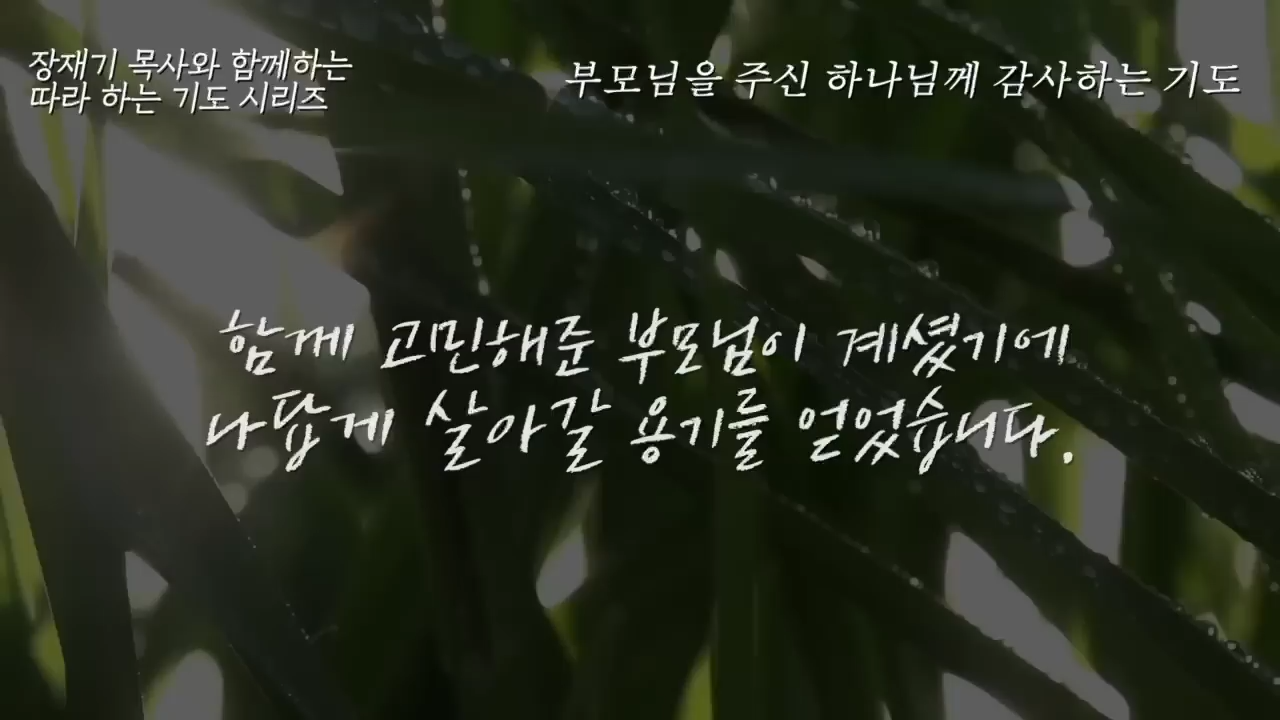 장재기 목사와 함께하는
따라 하는 기도 시리즈
부모님을 주신 하나님께 감사하는 기도
함께 고민해준 부모님이 계셨기에
나답게 살아갈 용기를 얻었습니다.